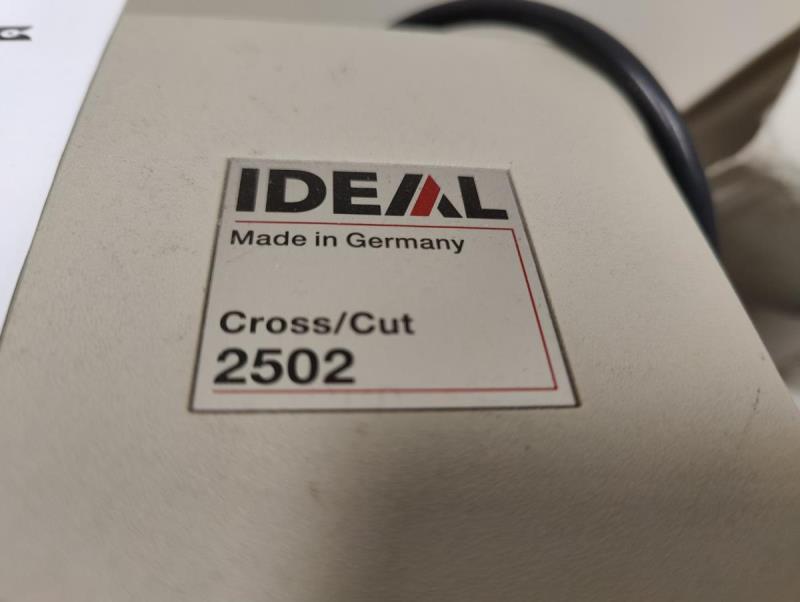 IDEAL
Made in Germany
Cross/Cut
2502